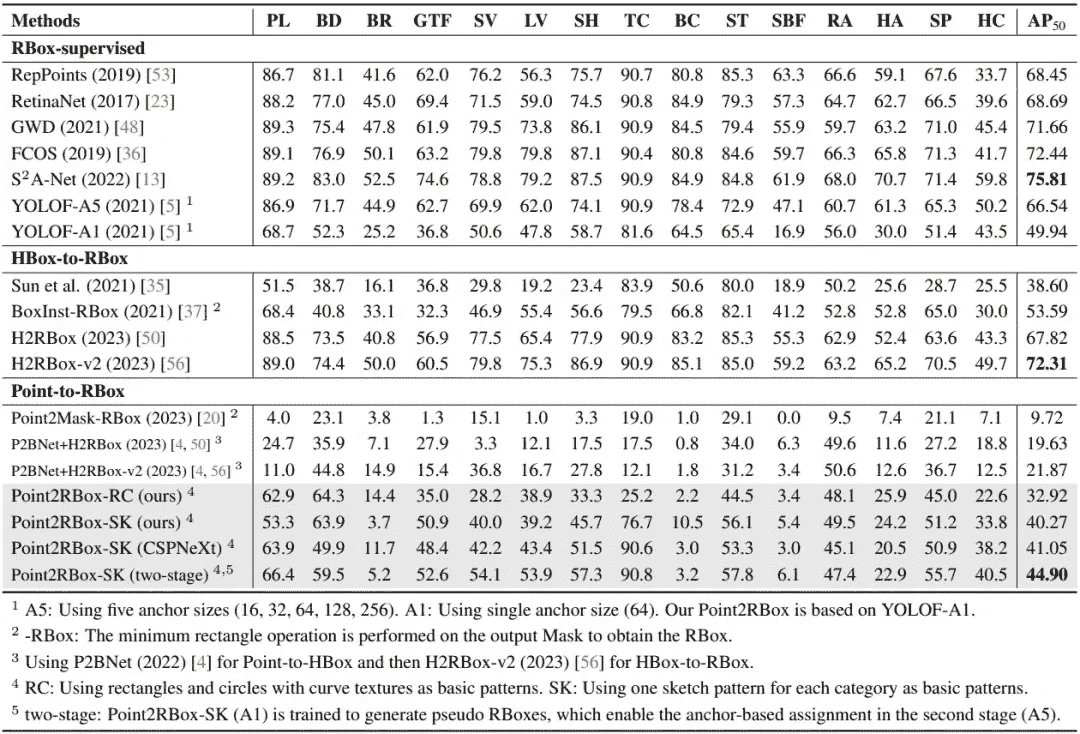 Methods PL BD BR GTF SV LV SH TC BC ST SBF RA HA SP HC AP50
RBox-supervised
RepPoints (2019) [53] 86.7 81.1 41.6 62.0 76.2 56.3 75.7 90.7 80.8 85.3 63.3 66.6 59.1 67.6 33.7 68.45
RetinaNet (2017) [23] 88.2 77.0 45.0 69.4 71.5 59.0 74.5 90.8 84.9 79.3 57.3 64.7 62.7 66.5 39.6 68.69
GWD (2021) [48] 89.3 75.4 47.8 61.9 79.5 73.8 86.1 90.9 84.5 79.4 55.9 59.7 63.2 71.0 45.4 71.66
FCOS (2019) [36] 89.1 76.9 50.1 63.2 79.8 79.8 87.1 90.4 80.8 84.6 59.7 66.3 65.8 71.3 41.7 72.44
S²A-Net (2022) [13] 89.2 83.0 52.5 74.6 78.8 79.2 87.5 90.9 84.9 84.8 61.9 68.0 70.7 71.4 59.8 75.81
YOLOF-A5 (2021) [5] ¹ 86.9 71.7 44.9 62.7 69.9 62.0 74.1 90.9 78.4 72.9 47.1 60.7 61.3 65.3 50.2 66.54
YOLOF-A1 (2021) [5] ¹ 68.7 52.3 25.2 36.8 50.6 47.8 58.7 81.6 64.5 65.4 16.9 56.0 30.0 51.4 43.5 49.94
HBox-to-RBox
Sun et al. (2021) [35] 51.5 38.7 16.1 36.8 29.8 19.2 23.4 83.9 50.6 80.0 18.9 50.2 25.6 28.7 25.5 38.60
BoxInst-RBox (2021) [37] ² 68.4 40.8 33.1 32.3 46.9 55.4 56.6 79.5 66.8 82.1 41.2 52.8 52.8 65.0 30.0 53.59
H2RBox (2023) [50] 88.5 73.5 40.8 56.9 77.5 65.4 77.9 90.9 83.2 85.3 55.3 62.9 52.4 63.6 43.3 67.82
H2RBox-v2 (2023) [56] 89.0 74.4 50.0 60.5 79.8 75.3 86.9 90.9 85.1 85.0 59.2 63.2 65.2 70.5 49.7 72.31
Point-to-RBox
Point2Mask-RBox (2023) [20] ² 4.0 23.1 3.8 1.3 15.1 1.0 3.3 19.0 1.0 29.1 0.0 9.5 7.4 21.1 7.1 9.72
P2BNet+H2RBox (2023) [4, 50] ³ 24.7 35.9 7.1 27.9 3.3 12.1 17.5 17.5 0.8 34.0 6.3 49.6 11.6 27.2 18.8 19.63
P2BNet+H2RBox-v2 (2023) [4, 56] ³ 11.0 44.8 14.9 15.4 36.8 16.7 27.8 12.1 1.8 31.2 3.4 50.6 12.6 36.7 12.5 21.87
Point2RBox-RC (ours) ⁴ 62.9 64.3 14.4 35.0 28.2 38.9 33.3 25.2 2.2 44.5 3.4 48.1 25.9 45.0 22.6 32.92
Point2RBox-SK (ours) ⁴ 53.3 63.9 3.7 50.9 40.0 39.2 45.7 76.7 10.5 56.1 5.4 49.5 24.2 51.2 33.8 40.27
Point2RBox-SK (CSPNeXt) ⁴ 63.9 49.9 11.7 48.4 42.2 43.4 51.5 90.6 3.0 53.3 3.0 45.1 20.5 50.9 38.2 41.05
Point2RBox-SK (two-stage) ⁴,⁵ 66.4 59.5 5.2 52.6 54.1 53.9 57.3 90.8 3.2 57.8 6.1 47.4 22.9 55.7 40.5 44.90
¹ A5: Using five anchor sizes (16, 32, 64, 128, 256). A1: Using single anchor size (64). Our Point2RBox is based on YOLOF-A1.
² -RBox: The minimum rectangle operation is performed on the output Mask to obtain the RBox.
³ Using P2BNet (2022) [4] for Point-to-HBox and then H2RBox-v2 (2023) [56] for HBox-to-RBox.
⁴ RC: Using rectangles and circles with curve textures as basic patterns. SK: Using one sketch pattern for each category as basic patterns.
⁵ two-stage: Point2RBox-SK (A1) is trained to generate pseudo RBoxes, which enable the anchor-based assignment in the second stage (A5).